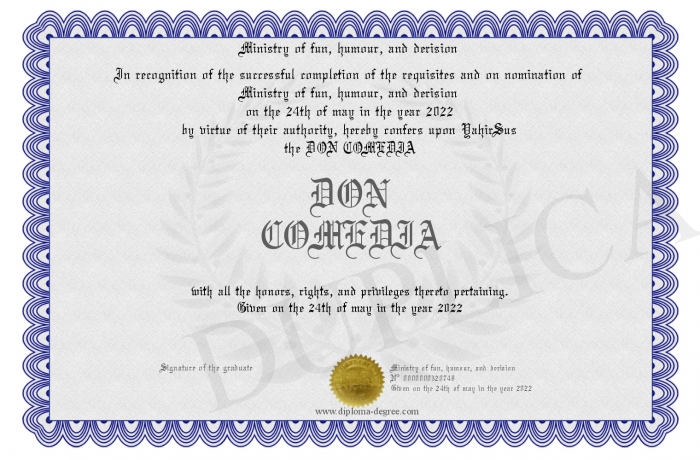 Ministry of fun, humour, and derision
In recognition of the successful completion of the requisites and on nomination of
Ministry of fun, humour, and derision
on the 24th of may in the year 2022
by virtue of their authority, hereby confers upon YahirSus
the DON COMEDIA
DON
COMEDIA
with all the honors, rights, and privileges thereto pertaining.
Given on the 24th of may in the year 2022
DUPLICA
Signature of the graduate
Ministry of fun, humour, and derision
N° 0000000320748
Given on the 24th of may in the year 2022
www.diploma-degree.com